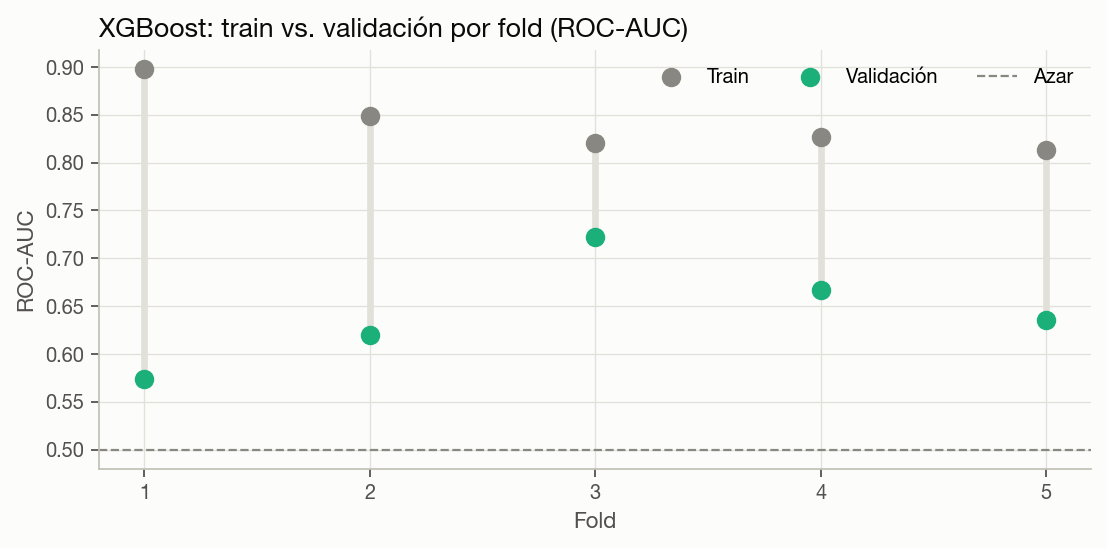 XGBoost: train vs. validación por fold (ROC-AUC)
Train
Validación
Azar
ROC-AUC
0.90
0.85
0.80
0.75
0.70
0.65
0.60
0.55
0.50
1 2 3 4 5
Fold